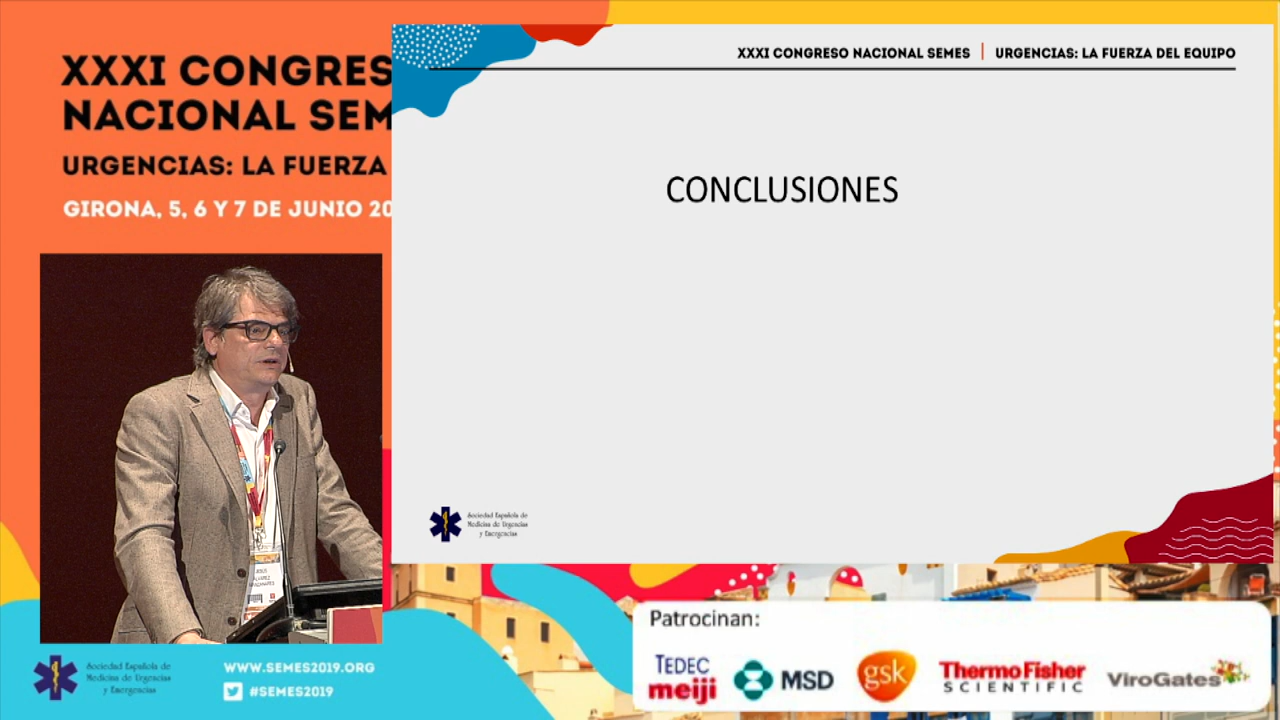 XXXI CONGRES
NACIONAL SEM
URGENCIAS: LA FUERZA
GIRONA, 5, 6 Y 7 DE JUNIO 20
XXXI CONGRESO NACIONAL SEMES | URGENCIAS: LA FUERZA DEL EQUIPO
CONCLUSIONES
Sociedad Española de
Medicina de Urgencias
y Emergencias
JESUS
ALVAREZ
Sociedad Española de
Medicina de Urgencias
y Emergencias
WWW.SEMES2019.ORG
#SEMES2019
Patrocinan:
TEDEC
meiji
MSD
gsk
ThermoFisher
SCIENTIFIC
ViroGates